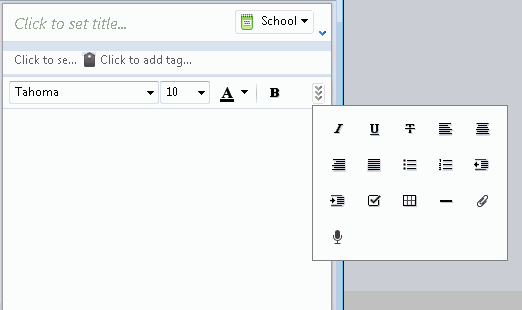 Click to set title...
School
Click to se... Click to add tag...
Tahoma 10 A B
I U T